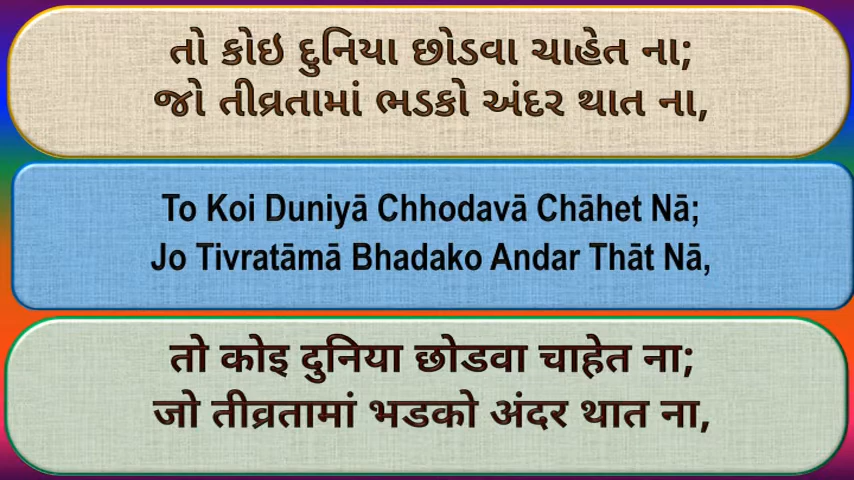 તો કોઇ દુનિયા છોડવા ચાહેત ના;
જો તીવ્રતામાં ભડકો અંદર થાત ના,
To Koi Duniyā Chhodavā Chāhet Nā;
Jo Tivratāmā Bhadako Andar Thāt Nā,
तो कोइ दुनिया छोडवा चाहेत ना;
जो तीव्रतामां भडको अंदर थात ना,